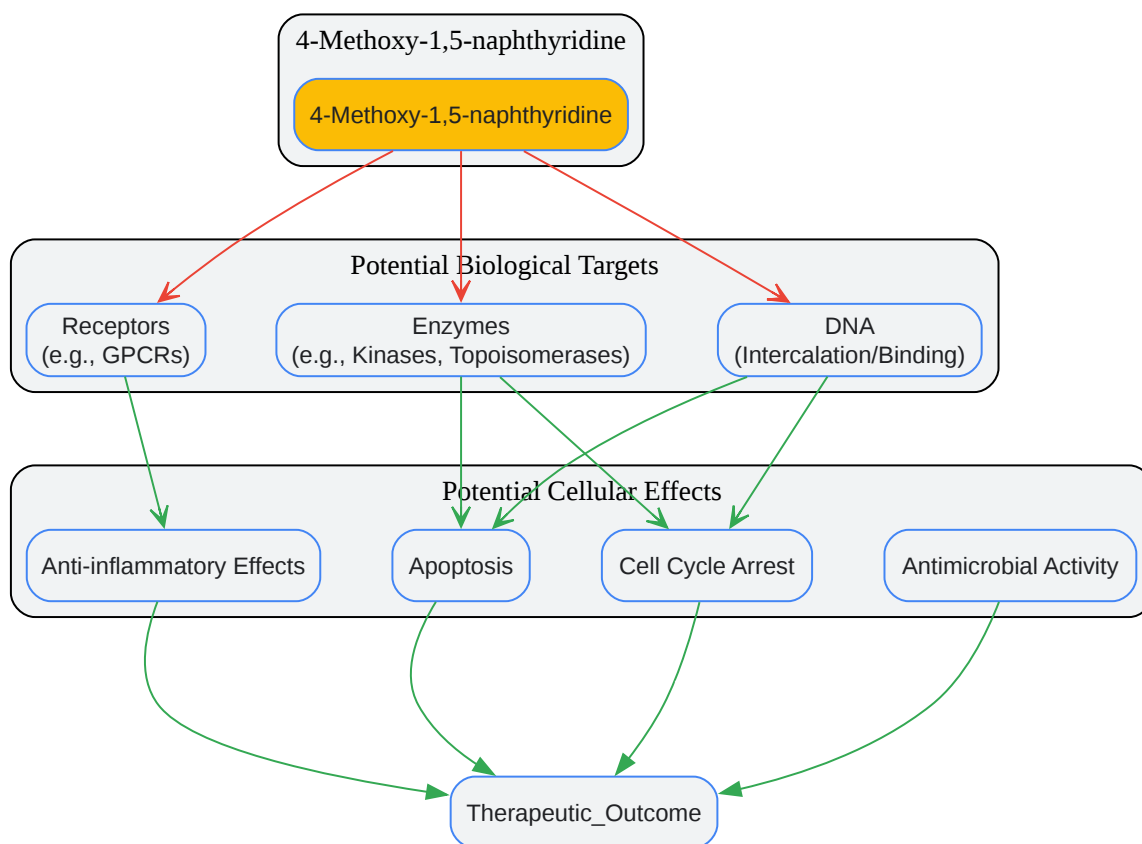 4-Methoxy-1,5-naphthyridine
4-Methoxy-1,5-naphthyridine
Potential Biological Targets
Receptors
(e.g., GPCRs)
Enzymes
(e.g., Kinases, Topoisomerases)
DNA
(Intercalation/Binding)
Potential Cellular Effects
Anti-inflammatory Effects
Apoptosis
Cell Cycle Arrest
Antimicrobial Activity
Therapeutic_Outcome